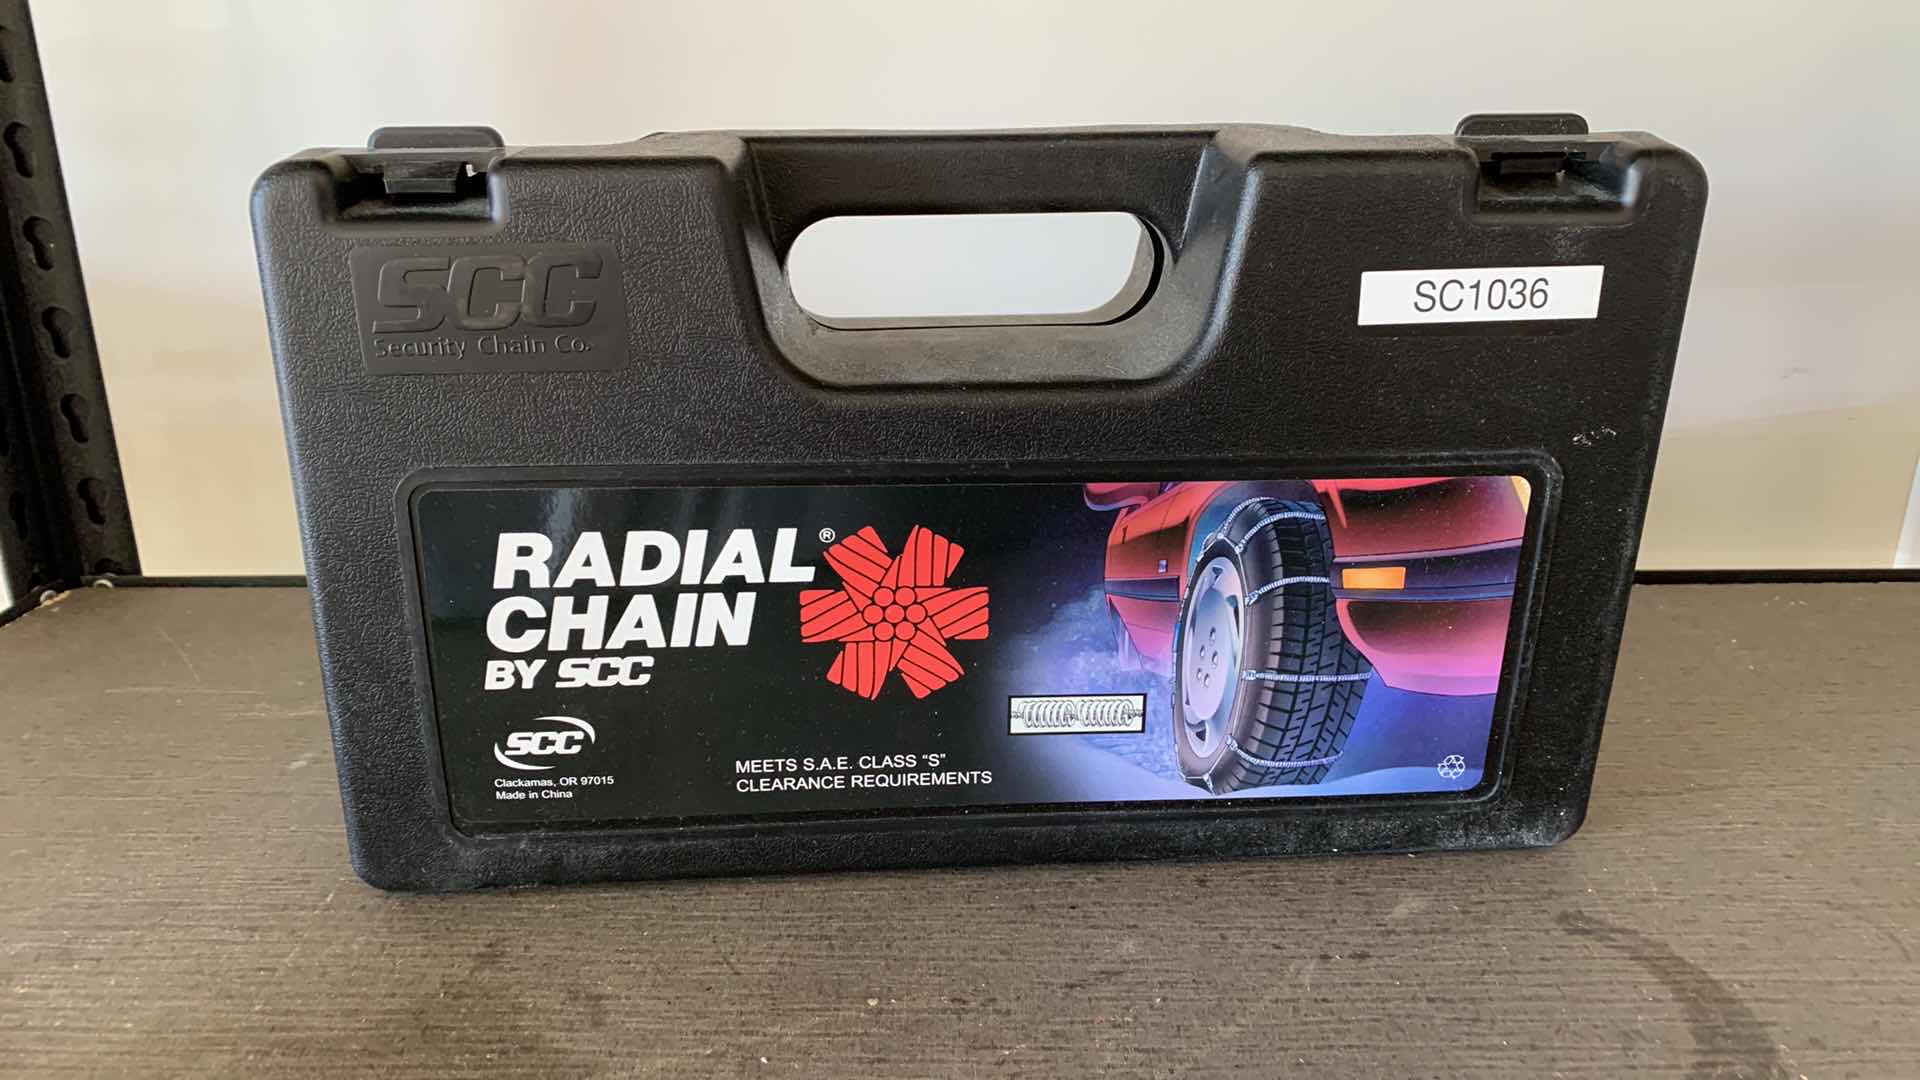 SCC
Security Chain Co.
SC1036
RADIAL®
CHAIN
BY SCC
SCC
Clackamas, OR 97015
Made in China
MEETS S.A.E. CLASS “S”
CLEARANCE REQUIREMENTS